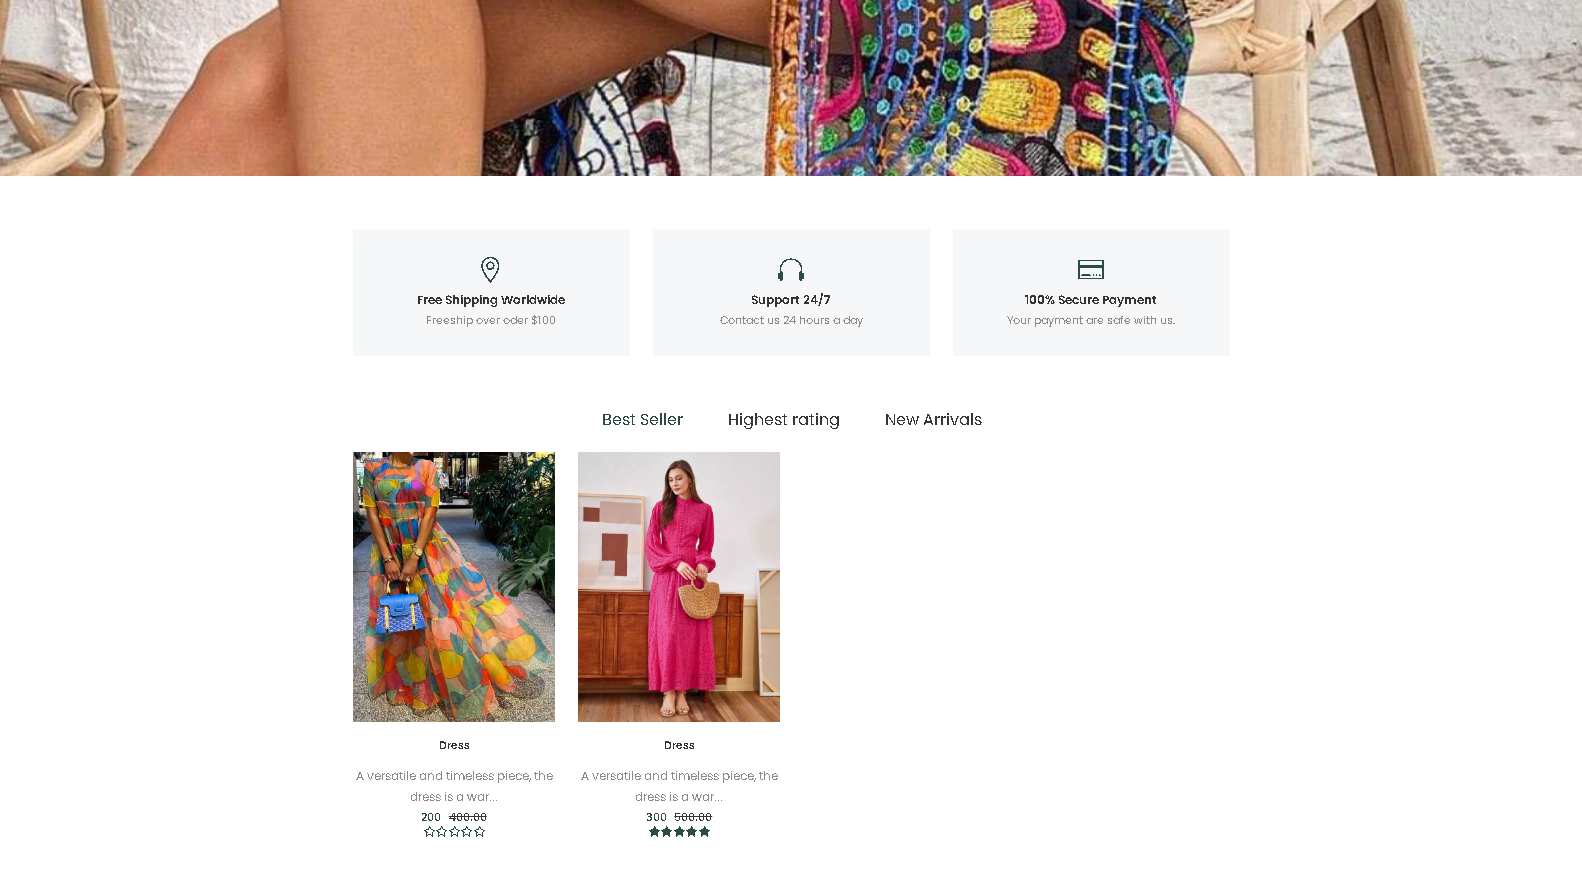 Free Shipping Worldwide
Freeship over oder $100
Support 24/7
Contact us 24 hours a day
100% Secure Payment
Your payment are safe with us.
Best Seller
Highest rating
New Arrivals
Dress
A versatile and timeless piece, the
dress is a war...
200 400.00
Dress
A versatile and timeless piece, the
dress is a war...
300 500.00